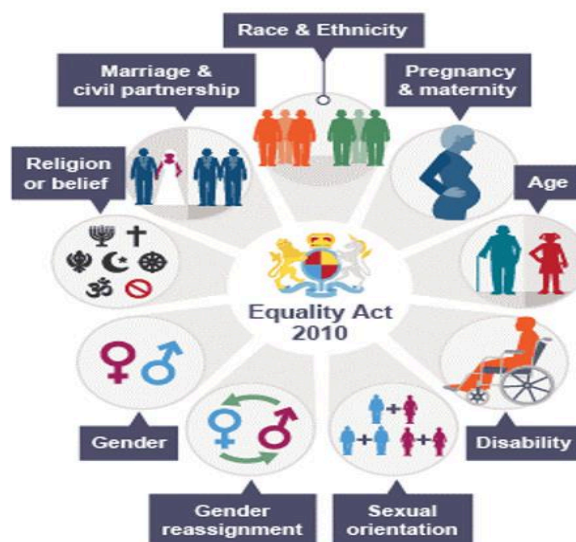 Race & Ethnicity
Marriage &
civil partnership
Pregnancy
& maternity
Religion
or belief
Age
Equality Act
2010
Gender
Disability
Gender
reassignment
Sexual
orientation